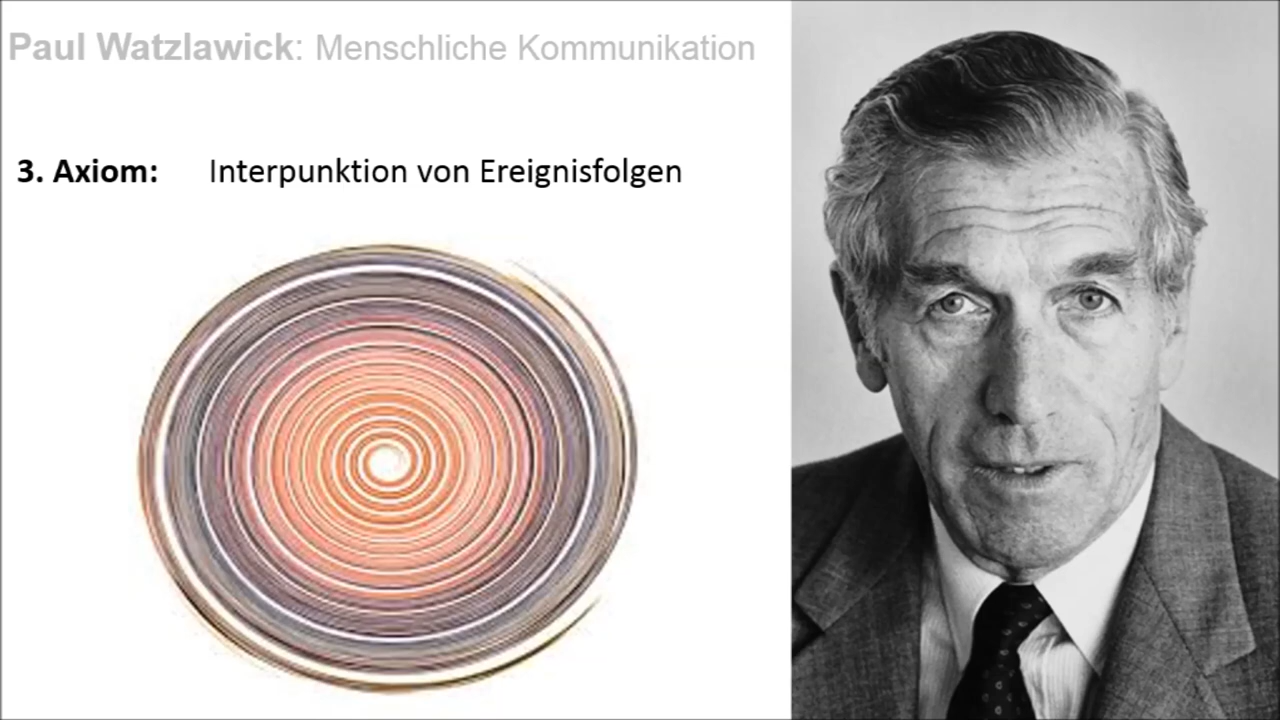 Paul Watzlawick: Menschliche Kommunikation
3. Axiom: Interpunktion von Ereignisfolgen